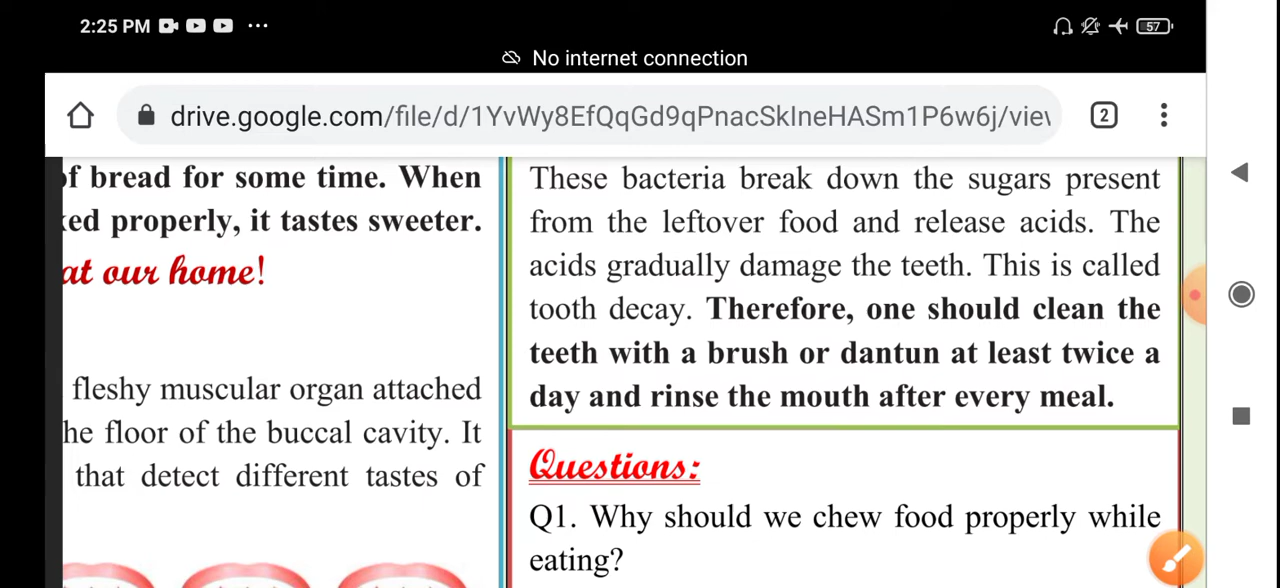 2:25 PM ...
57
No internet connection
drive.google.com/file/d/1YvWy8EfQqGd9qPnacSkIneHASm1P6w6j/viev
2
of bread for some time. When
ked properly, it tastes sweeter.
at our home!
fleshy muscular organ attached
he floor of the buccal cavity. It
that detect different tastes of
These bacteria break down the sugars present
from the leftover food and release acids. The
acids gradually damage the teeth. This is called
tooth decay. Therefore, one should clean the
teeth with a brush or dantun at least twice a
day and rinse the mouth after every meal.
Questions:
Q1. Why should we chew food properly while
eating?